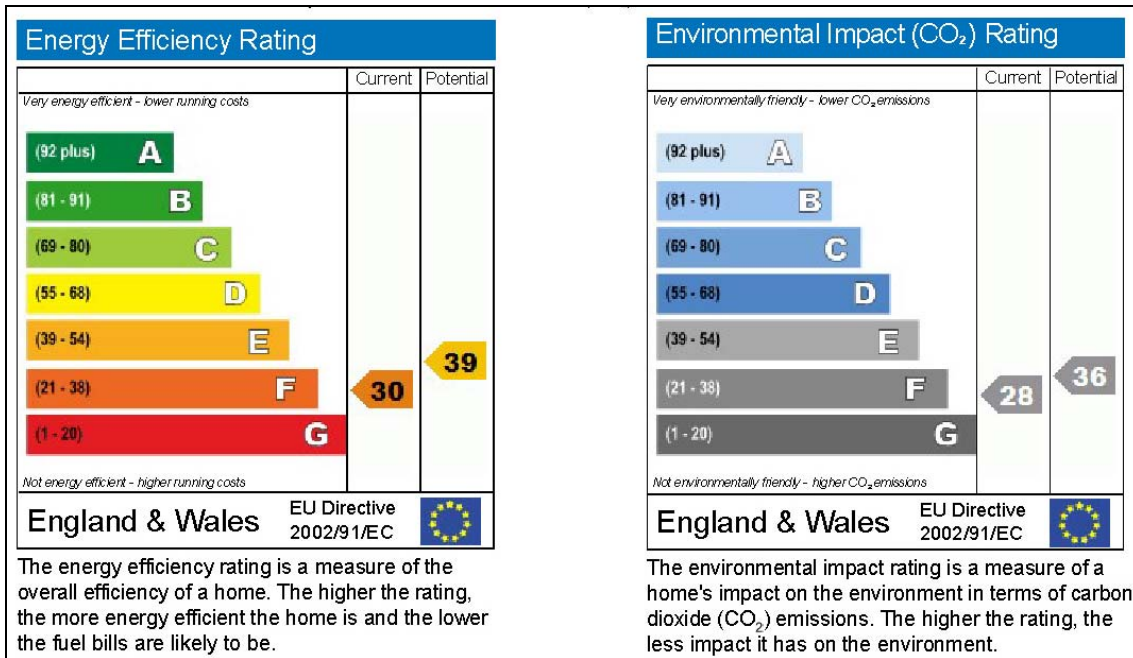 Energy Efficiency Rating
Current Potential
Very energy efficient - lower running costs
(92 plus) A
(81 - 91) B
(69 - 80) C
(55 - 68) D
(39 - 54) E
39
(21 - 38) F
30
(1 - 20) G
Not energy efficient - higher running costs
England & Wales
EU Directive
2002/91/EC
The energy efficiency rating is a measure of the
overall efficiency of a home. The higher the rating,
the more energy efficient the home is and the lower
the fuel bills are likely to be.
Environmental Impact (CO₂) Rating
Current Potential
Very environmentally friendly - lower CO₂ emissions
(92 plus) A
(81 - 91) B
(69 - 80) C
(55 - 68) D
(39 - 54) E
36
(21 - 38) F
28
(1 - 20) G
Not environmentally friendly - higher CO₂ emissions
England & Wales
EU Directive
2002/91/EC
The environmental impact rating is a measure of a
home's impact on the environment in terms of carbon
dioxide (CO₂) emissions. The higher the rating, the
less impact it has on the environment.